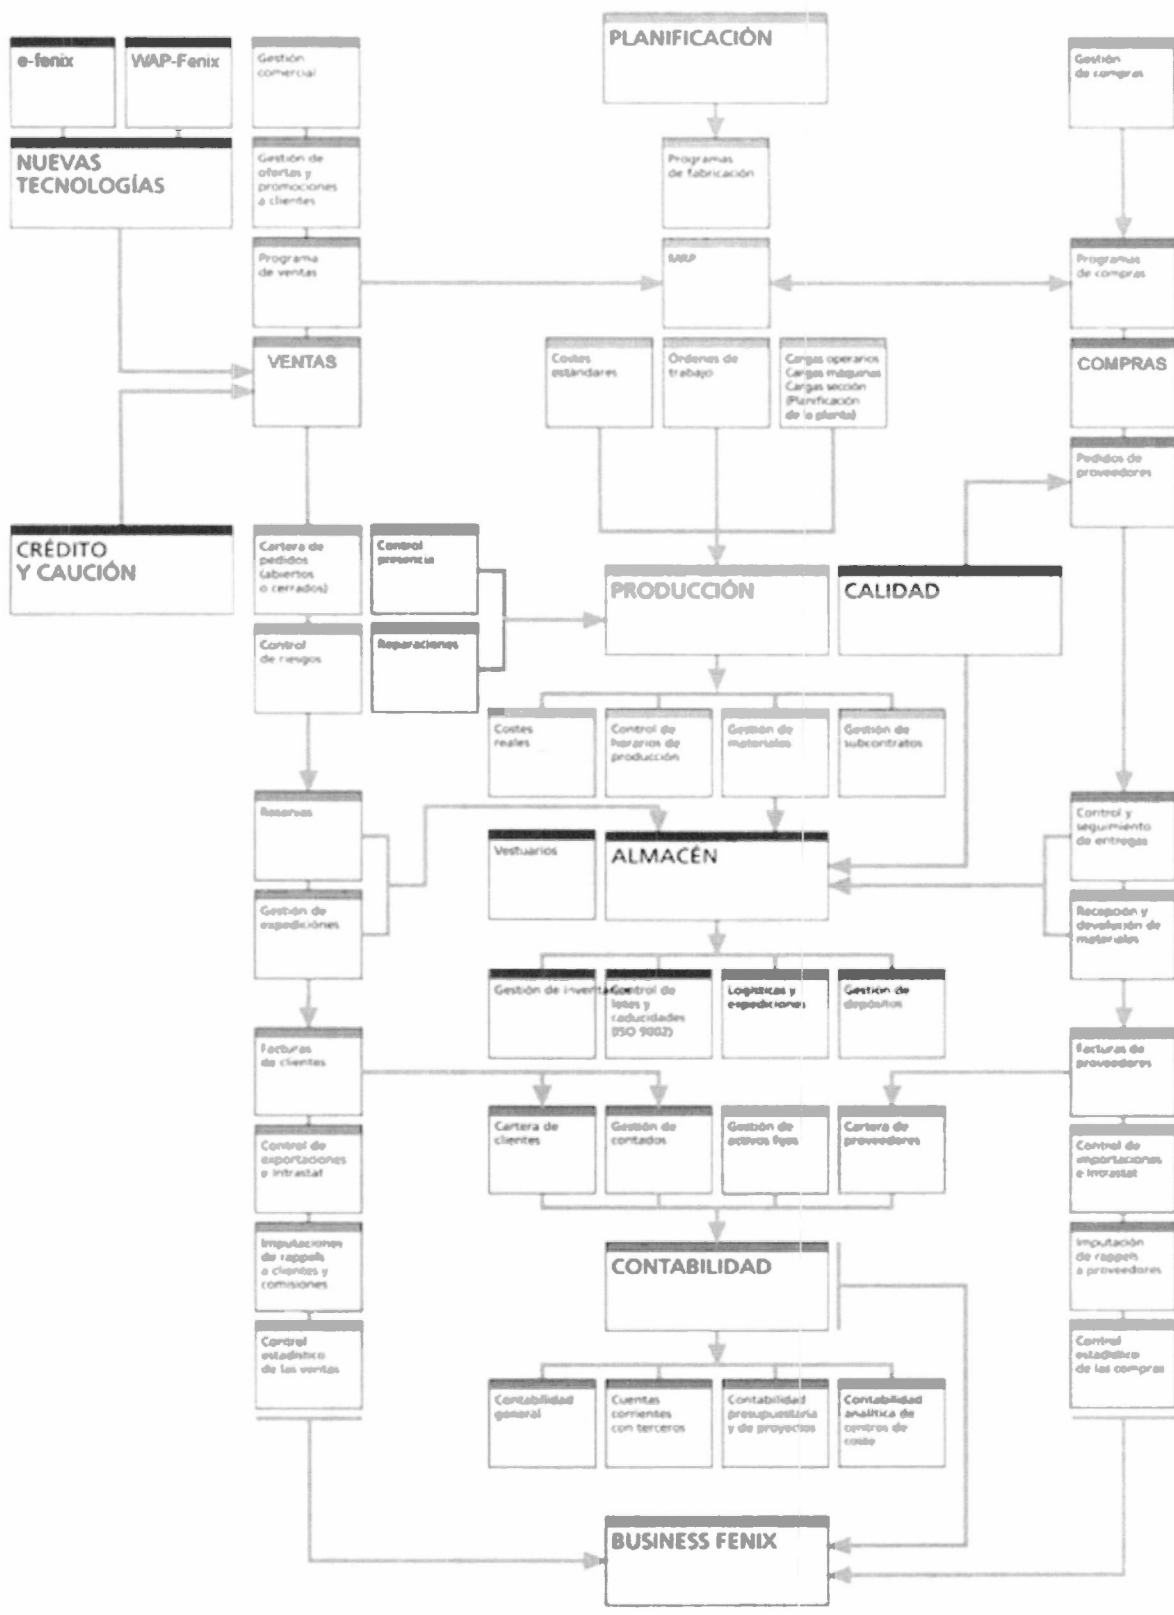 e-fenix
WAP-Fenix
NUEVAS
TECNOLOGÍAS
CRÉDITO
Y CAUCIÓN
Gestión
comercial
Gestión de
ofertas y
promociones
a clientes
Programa
de ventas
VENTAS
Cartera de
pedidos
(abiertos
o cerrados)
Control
de riesgos
Control
presencia
Reparaciones
Reservas
Gestión de
expediciones
Facturas
de clientes
Control de
exportaciones
e Intrastat
Imputaciones
de rappels
a clientes y
comisiones
Control
estadístico
de las ventas
PLANIFICACIÓN
Programas
de fabricación
MRP
Costes
estándares
Órdenes de
trabajo
Cargas operarios
Cargas máquinas
Cargas sección
(Planificación
de la planta)
PRODUCCIÓN
CALIDAD
Costes
reales
Control de
horarios de
producción
Gestión de
materiales
Gestión de
subcontratos
Vestuarios
ALMACÉN
Gestión de inventarios
Control de
lotes y
caducidades
(ISO 9002)
Logísticas y
expediciones
Gestión de
depósitos
Cartera de
clientes
Gestión de
contados
Gestión de
activos fijos
Cartera de
proveedores
CONTABILIDAD
Contabilidad
general
Cuentas
corrientes
con terceros
Contabilidad
presupuestaria
y de proyectos
Contabilidad
analítica de
centros de
coste
BUSINESS FENIX
Gestión
de compras
Programas
de compras
COMPRAS
Pedidos de
proveedores
Control y
seguimiento
de entregas
Recepción y
devolución de
materiales
Facturas de
proveedores
Control de
importaciones
e Intrastat
Imputación
de rappels
a proveedores
Control
estadístico
de las compras